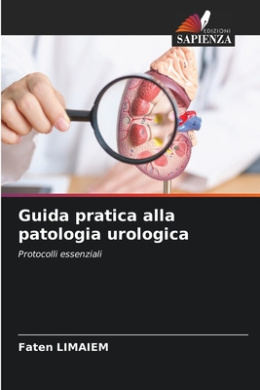 EDIZIONI
SAPIENZA
Guida pratica alla
patologia urologica
Protocolli essenziali
Faten LIMAIEM